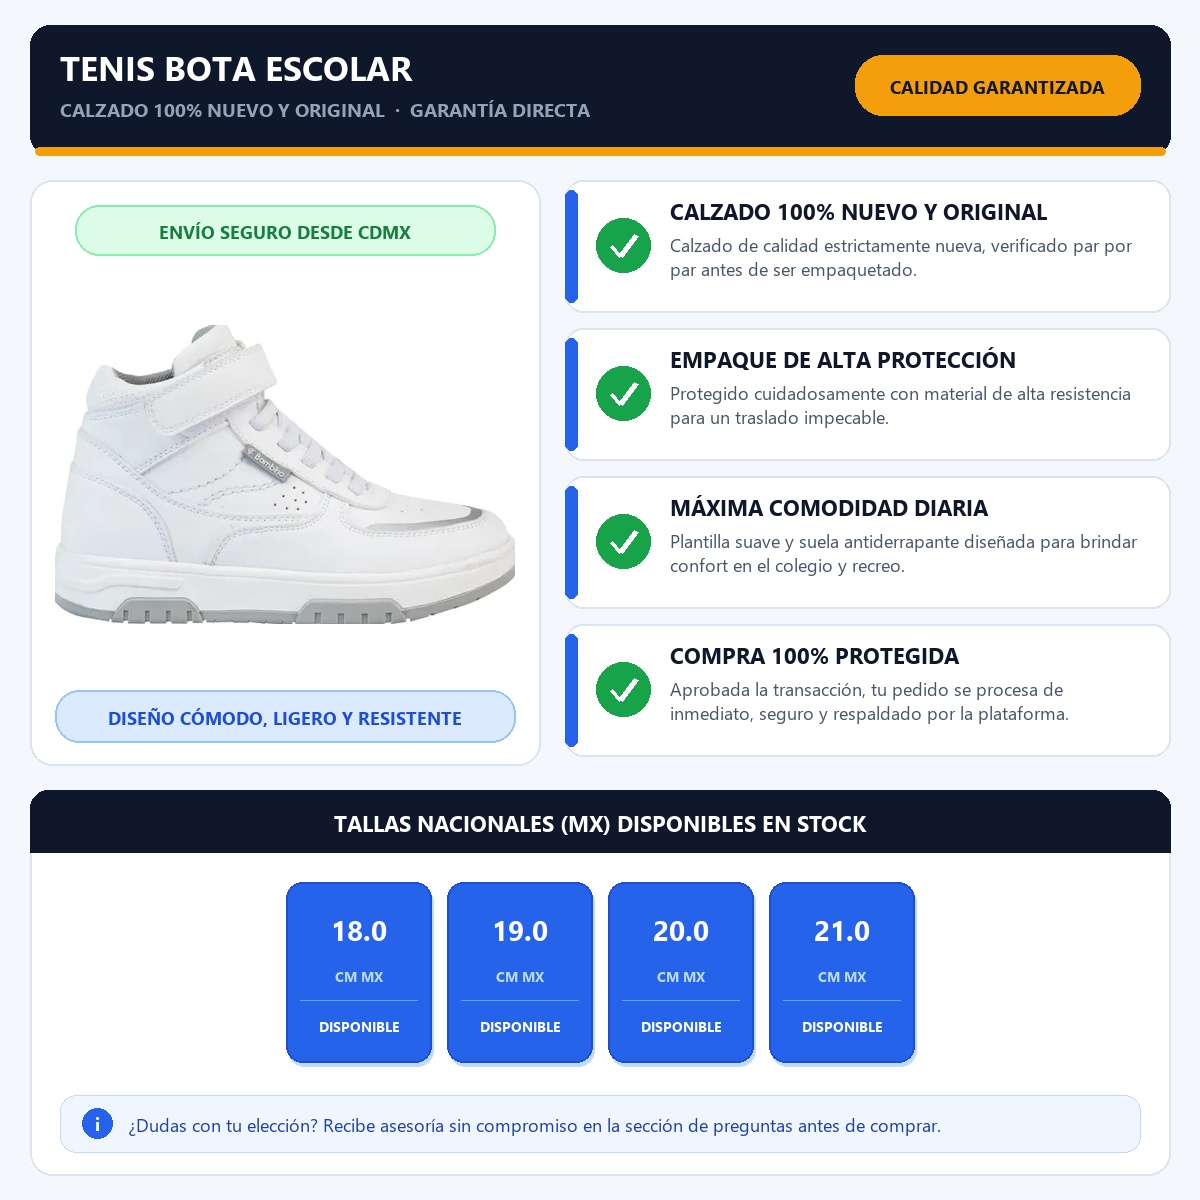 TENIS BOTA ESCOLAR
CALZADO 100% NUEVO Y ORIGINAL · GARANTÍA DIRECTA
CALIDAD GARANTIZADA
ENVÍO SEGURO DESDE CDMX
Bambino
DISEÑO CÓMODO, LIGERO Y RESISTENTE
CALZADO 100% NUEVO Y ORIGINAL
Calzado de calidad estrictamente nueva, verificado par por
par antes de ser empaquetado.
EMPAQUE DE ALTA PROTECCIÓN
Protegido cuidadosamente con material de alta resistencia
para un traslado impecable.
MÁXIMA COMODIDAD DIARIA
Plantilla suave y suela antiderrapante diseñada para brindar
confort en el colegio y recreo.
COMPRA 100% PROTEGIDA
Aprobada la transacción, tu pedido se procesa de
inmediato, seguro y respaldado por la plataforma.
TALLAS NACIONALES (MX) DISPONIBLES EN STOCK
18.0
CM MX
DISPONIBLE
19.0
CM MX
DISPONIBLE
20.0
CM MX
DISPONIBLE
21.0
CM MX
DISPONIBLE
¿Dudas con tu elección? Recibe asesoría sin compromiso en la sección de preguntas antes de comprar.